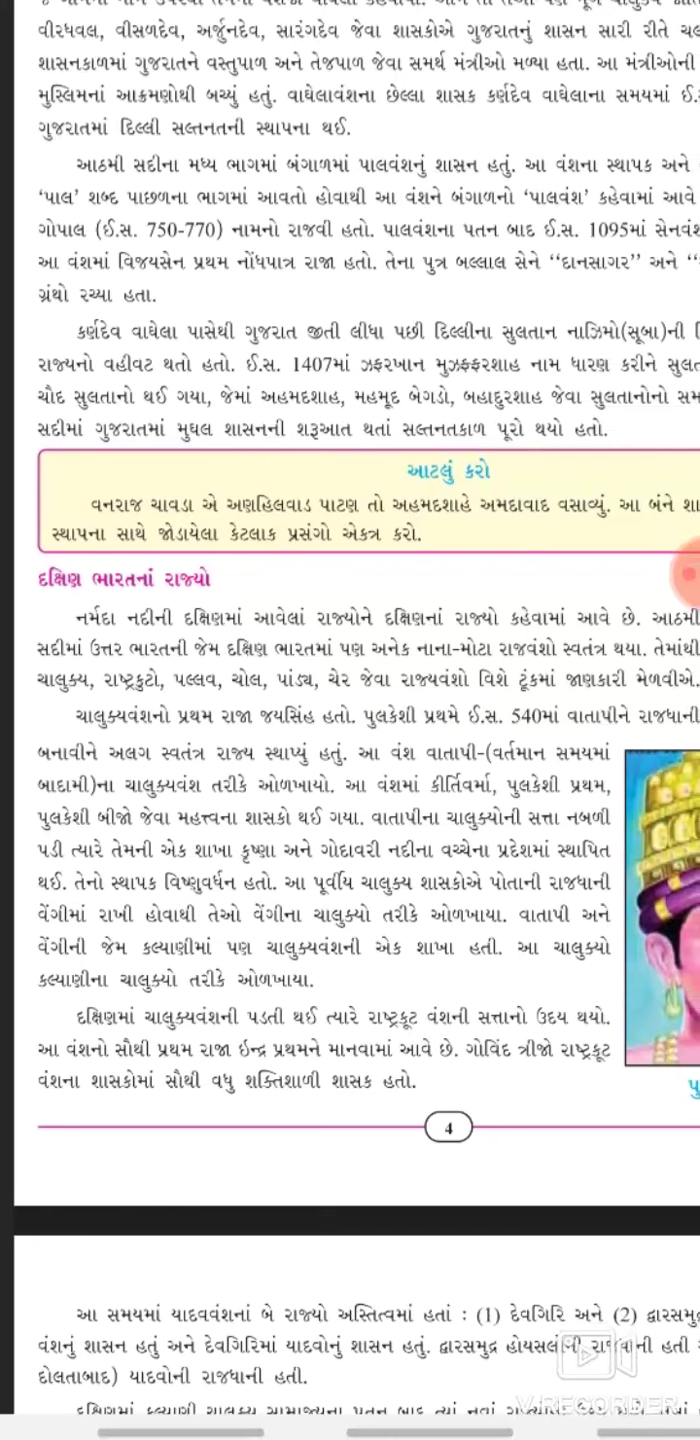 વીરધવલ, વીસળદેવ, અર્જુનદેવ, સારંગદેવ જેવા શાસકોએ ગુજરાતનું શાસન સારી રીતે
શાસનકાળમાં ગુજરાતને વસ્તુપાળ અને તેજપાળ જેવા સમર્થ મંત્રીઓ મળ્યા હતા. આ મંત્રીઓની
મુસ્લિમનાં આક્રમણોથી બચ્યું હતું. વાઘેલાવંશના છેલ્લા શાસક કર્ણદેવ વાઘેલાના સમયમાં ઈ.
ગુજરાતમાં દિલ્લી સલ્તનતની સ્થાપના થઈ.
આઠમી સદીના મધ્ય ભાગમાં બંગાળમાં પાલવંશનું શાસન હતું. આ વંશના સ્થાપક અને
‘પાલ’ શબ્દ પાછળના ભાગમાં આવતો હોવાથી આ વંશને બંગાળનો ‘પાલવંશ’ કહેવામાં આવે
ગોપાલ (ઈ.સ. 750-770) નામનો રાજવી હતો. પાલવંશના પતન બાદ ઈ.સ. 1095માં સેનવંશ
આ વંશમાં વિજયસેન પ્રથમ નોંધપાત્ર રાજા હતો. તેના પુત્ર બલ્લાલ સેને “દાનસાગર” અને “
ગ્રંથો રચ્યા હતા.
કર્ણદેવ વાઘેલા પાસેથી ગુજરાત જીતી લીધા પછી દિલ્લીના સુલતાન નાઝિમો(સૂબા)ની
રાજ્યનો વહીવટ થતો હતો. ઈ.સ. 1407માં ઝફરખાન મુઝફ્ફરશાહ નામ ધારણ કરીને
ચૌદ સુલતાનો થઈ ગયા, જેમાં અહમદશાહ, મહમૂદ બેગડો, બહાદુરશાહ જેવા સુલતાનોનો
સદીમાં ગુજરાતમાં મુઘલ શાસનની શરૂઆત થતાં સલ્તનતકાળ પૂરો થયો હતો.
આટલું કરો
વનરાજ ચાવડા એ અણહિલવાડ પાટણ તો અહમદશાહે અમદાવાદ વસાવ્યું. આ બંને શા
સ્થાપના સાથે જોડાયેલા કેટલાક પ્રસંગો એકત્ર કરો.
દક્ષિણ ભારતનાં રાજ્યો
નર્મદા નદીની દક્ષિણમાં આવેલાં રાજ્યોને દક્ષિણનાં રાજ્યો કહેવામાં આવે છે. આઠમી
સદીમાં ઉત્તર ભારતની જેમ દક્ષિણ ભારતમાં પણ અનેક નાના-મોટા રાજવંશો સ્વતંત્ર થયા. તેમાંથી
ચાલુક્ય, રાષ્ટ્રકુટો, પલ્લવ, ચોલ, પાંડ્ય, ચેર જેવા રાજ્યવંશો વિશે ટૂંકમાં જાણકારી મેળવીએ.
ચાલુક્યવંશનો પ્રથમ રાજા જયસિંહ હતો. પુલકેશી પ્રથમે ઈ.સ. 540માં વાતાપીને રાજધાની
બનાવીને અલગ સ્વતંત્ર રાજ્ય સ્થાપ્યું હતું. આ વંશ વાતાપી-(વર્તમાન સમયમાં
બાદામી)ના ચાલુક્યવંશ તરીકે ઓળખાયો. આ વંશમાં કીર્તિવર્મા, પુલકેશી પ્રથમ,
પુલકેશી બીજો જેવા મહત્ત્વના શાસકો થઈ ગયા. વાતાપીના ચાલુક્યોની સત્તા નબળી
પડી ત્યારે તેમની એક શાખા કૃષ્ણા અને ગોદાવરી નદીના વચ્ચેના પ્રદેશમાં સ્થાપિત
થઈ. તેનો સ્થાપક વિષ્ણુવર્ધન હતો. આ પૂર્વીય ચાલુક્ય શાસકોએ પોતાની રાજધાની
વેંગીમાં રાખી હોવાથી તેઓ વેંગીના ચાલુક્યો તરીકે ઓળખાયા. વાતાપી અને
વેંગીની જેમ કલ્યાણીમાં પણ ચાલુક્યવંશની એક શાખા હતી. આ ચાલુક્યો
કલ્યાણીના ચાલુક્યો તરીકે ઓળખાયા.
દક્ષિણમાં ચાલુક્યવંશની પડતી થઈ ત્યારે રાષ્ટ્રકૂટ વંશની સત્તાનો ઉદય થયો.
આ વંશનો સૌથી પ્રથમ રાજા ઇન્દ્ર પ્રથમને માનવામાં આવે છે. ગોવિંદ ત્રીજો રાષ્ટ્રકૂટ
વંશના શાસકોમાં સૌથી વધુ શક્તિશાળી શાસક હતો.
પુ
4
આ સમયમાં યાદવવંશનાં બે રાજ્યો અસ્તિત્વમાં હતાં : (1) દેવગિરિ અને (2) દ્વારસમુદ્ર
વંશનું શાસન હતું અને દેવગિરિમાં યાદવોનું શાસન હતું. દ્વારસમુદ્ર હોયસલોની રાજધાની હતી
દોલતાબાદ) યાદવોની રાજધાની હતી.
V RECORDER